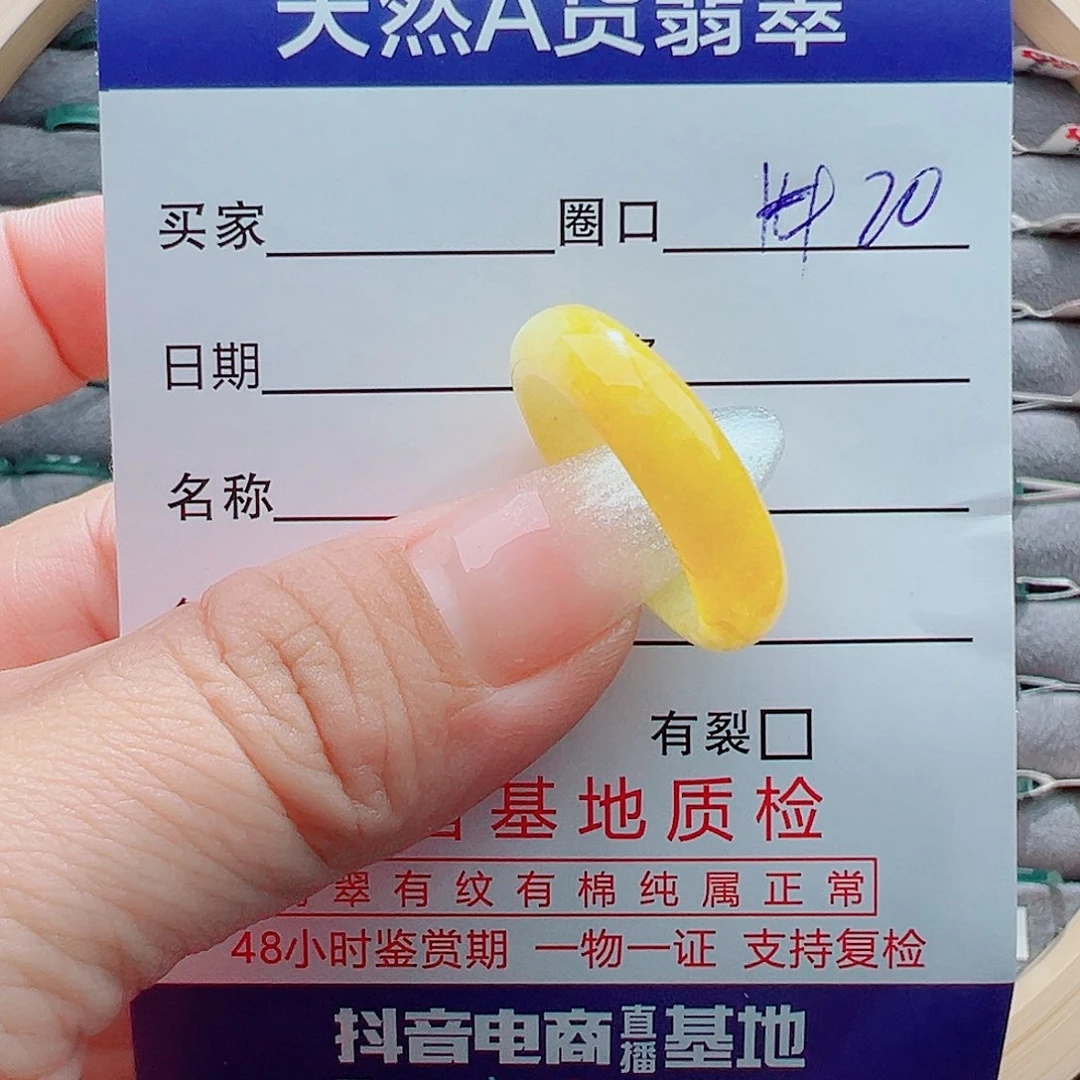 天然A货翡翠
买家 圈口 20
日期
名称
有裂
基地质检
翠有纹有棉纯属正常
48小时鉴赏期 一物一证 支持复检
抖音电商直播基地